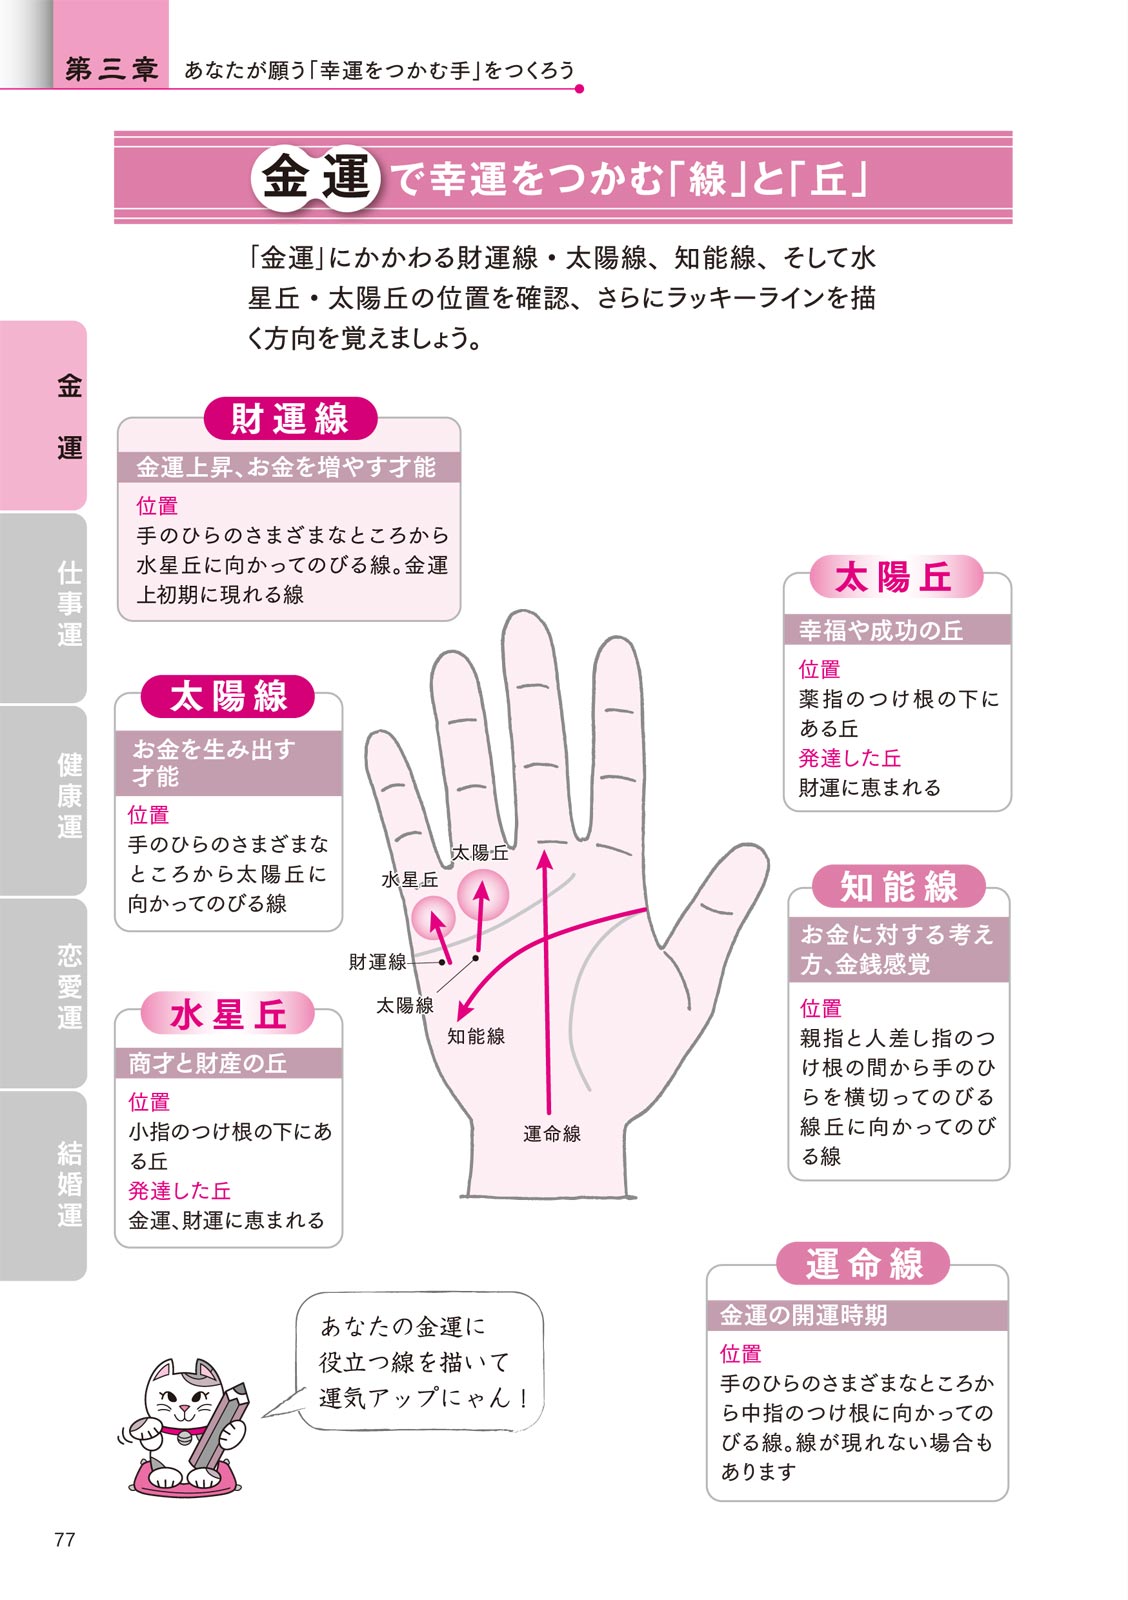 第三章 あなたが願う「幸運をつかむ手」をつくろう
金運で幸運をつかむ「線」と「丘」
「金運」にかかわる財運線・太陽線、知能線、そして水
星丘・太陽丘の位置を確認、さらにラッキーラインを描
く方向を覚えましょう。
金運
仕事運
健康運
恋愛運
結婚運
財運線
金運上昇、お金を増やす才能
位置
手のひらのさまざまなところから
水星丘に向かってのびる線。金運
上初期に現れる線
太陽線
お金を生み出す
才能
位置
手のひらのさまざまな
ところから太陽丘に
向かってのびる線
水星丘
商才と財産の丘
位置
小指のつけ根の下にあ
る丘
発達した丘
金運、財運に恵まれる
太陽丘
水星丘
財運線
太陽線
知能線
運命線
太陽丘
幸福や成功の丘
位置
薬指のつけ根の下に
ある丘
発達した丘
財運に恵まれる
知能線
お金に対する考え
方、金銭感覚
位置
親指と人差し指のつ
け根の間から手のひ
らを横切ってのびる
線丘に向かってのび
る線
運命線
金運の開運時期
位置
手のひらのさまざまなところか
ら中指のつけ根に向かっての
びる線。線が現れない場合も
あります
あなたの金運に
役立つ線を描いて
運気アップにゃん！
77